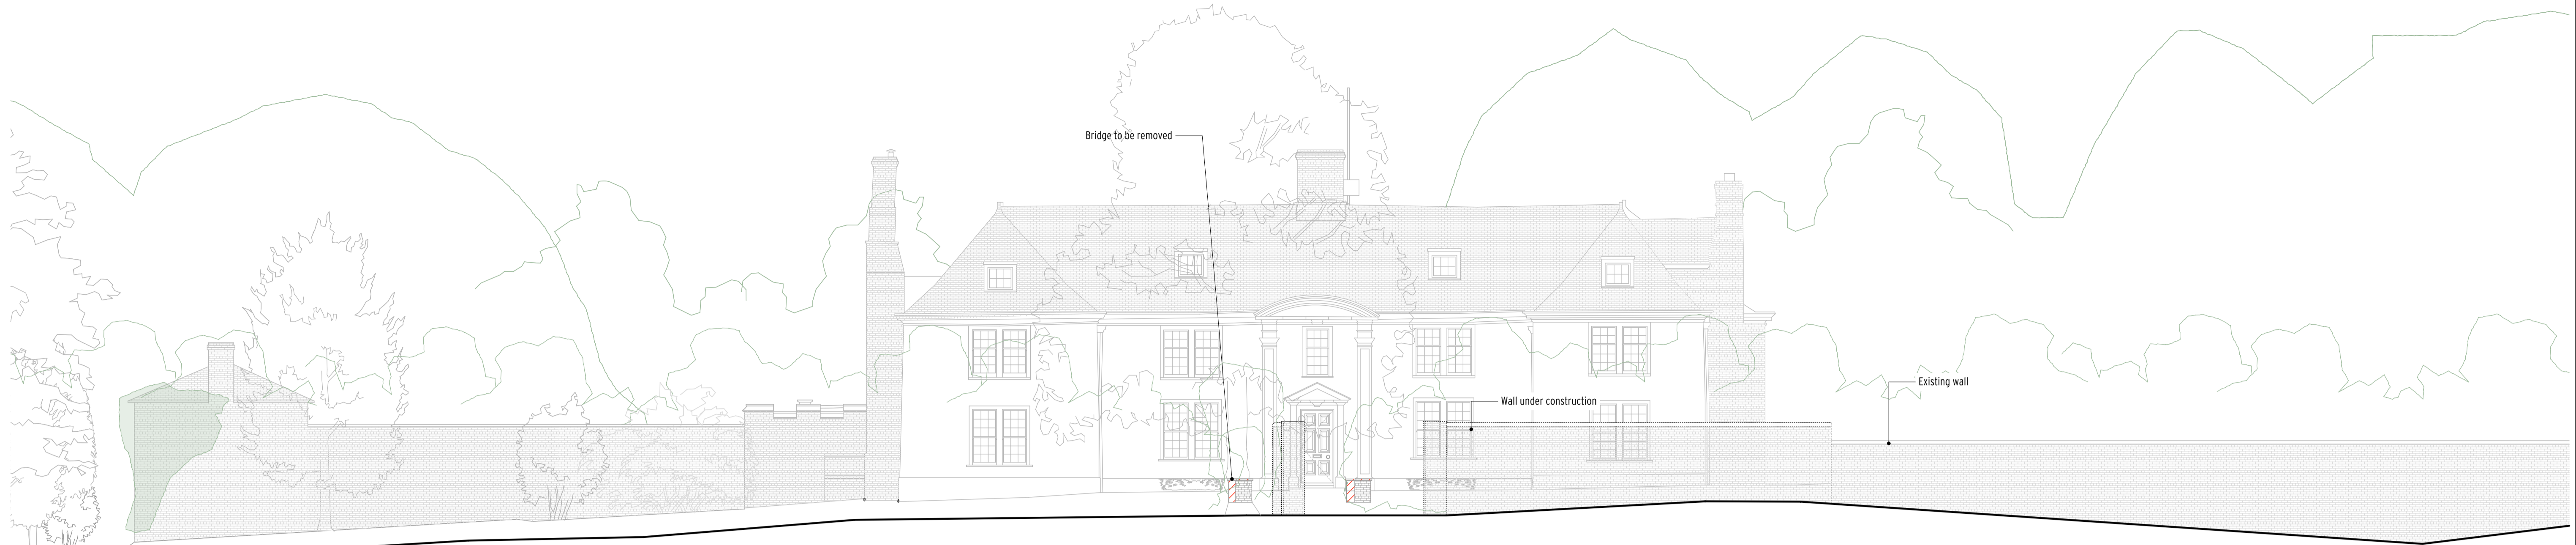 Bridge to be removed
Existing wall
Wall under construction